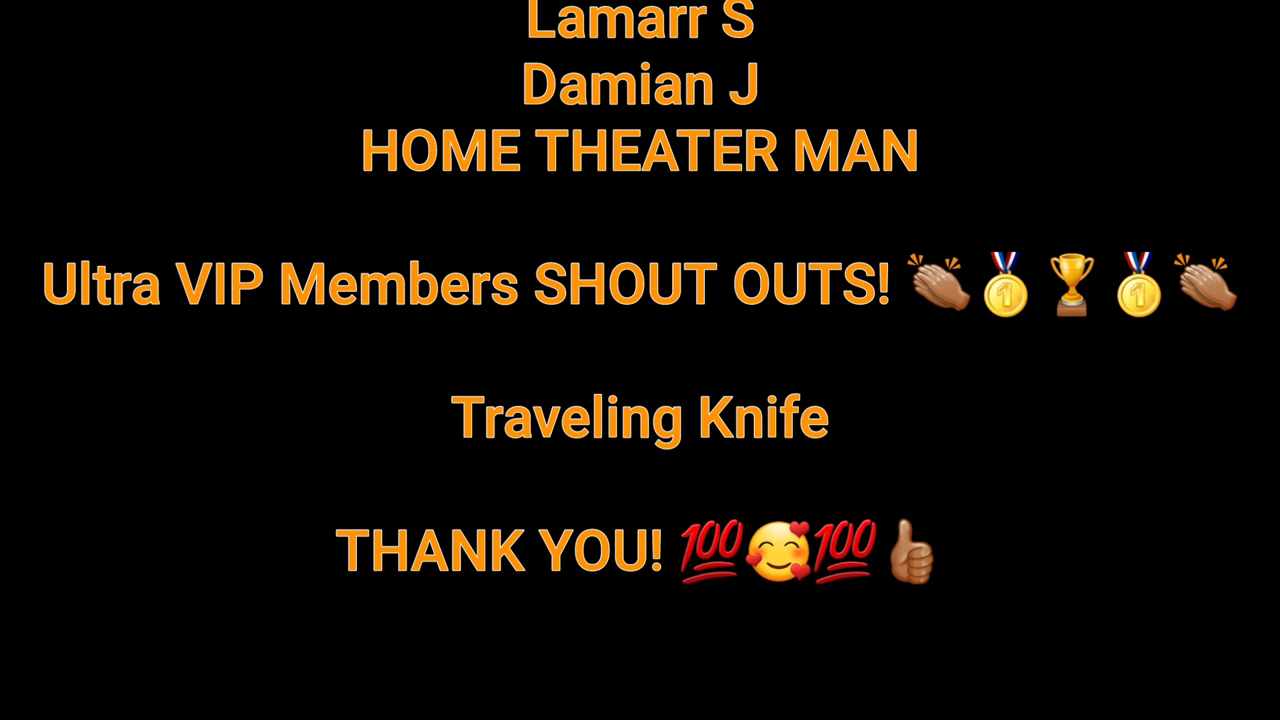 Lamarr S
Damian J
HOME THEATER MAN
Ultra VIP Members SHOUT OUTS! 👏🏽🥇🏆🥇👏🏽
Traveling Knife
THANK YOU! 💯🥰💯👍🏽